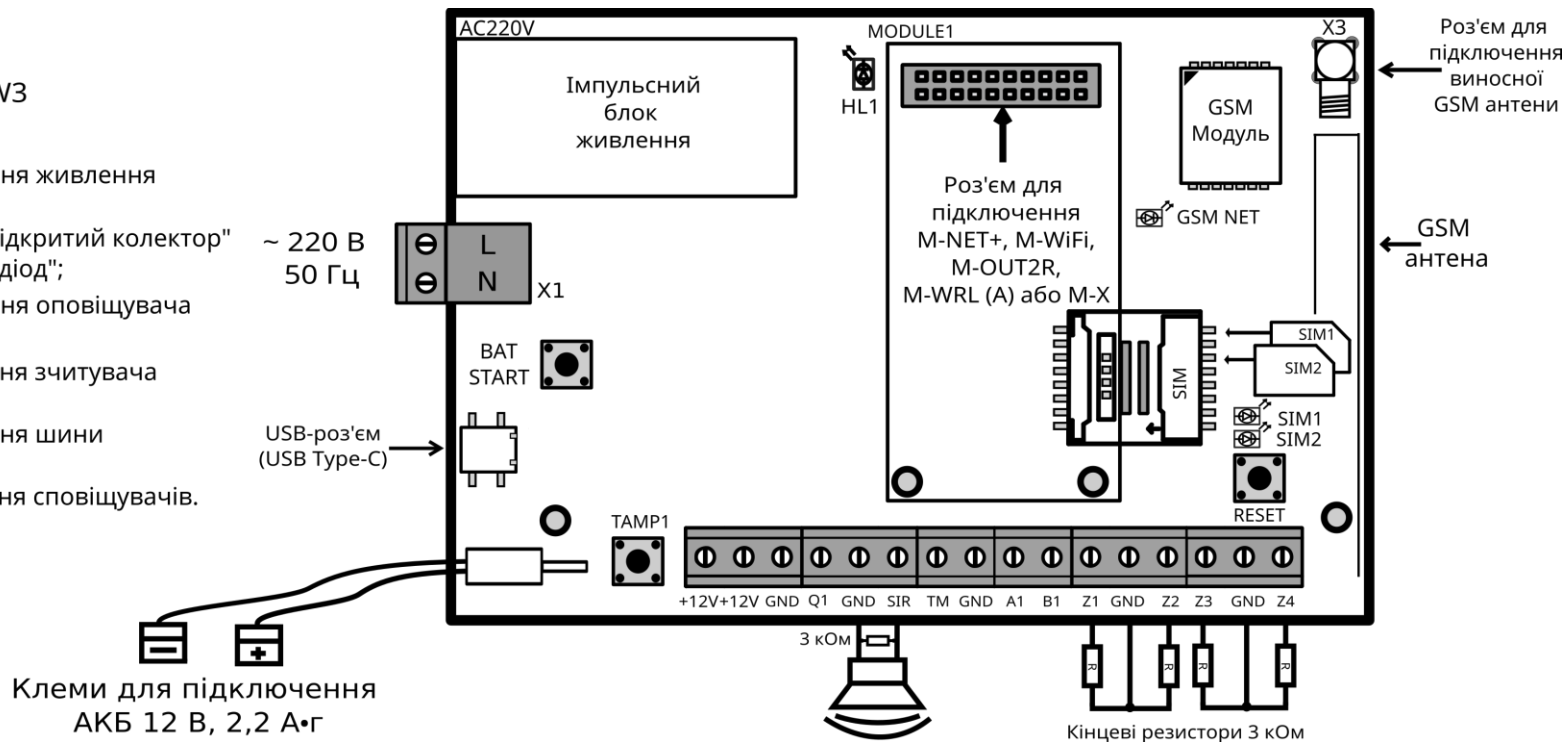 W3
ня живлення
ідкритий колектор"
діод";
ня оповіщувача
ня зчитувача
ня шини
ня сповіщувачів.
~ 220 В
50 Гц
USB-роз'єм
(USB Type-C)
Клеми для підключення
АКБ 12 В, 2,2 А•г
AC220V
Імпульсний
блок
живлення
L
N
X1
BAT
START
TAMP1
MODULE1
HL1
Роз'єм для
підключення
M-NET+, M-WiFi,
M-OUT2R,
M-WRL (A) або M-X
GSM
Модуль
GSM NET
X3
Роз'єм для
підключення
виносної
GSM антени
GSM
антена
SIM
SIM1
SIM2
SIM1
SIM2
RESET
+12V +12V GND Q1 GND SIR TM GND A1 B1 Z1 GND Z2 Z3 GND Z4
3 кОм
R R R R
Кінцеві резистори 3 кОм